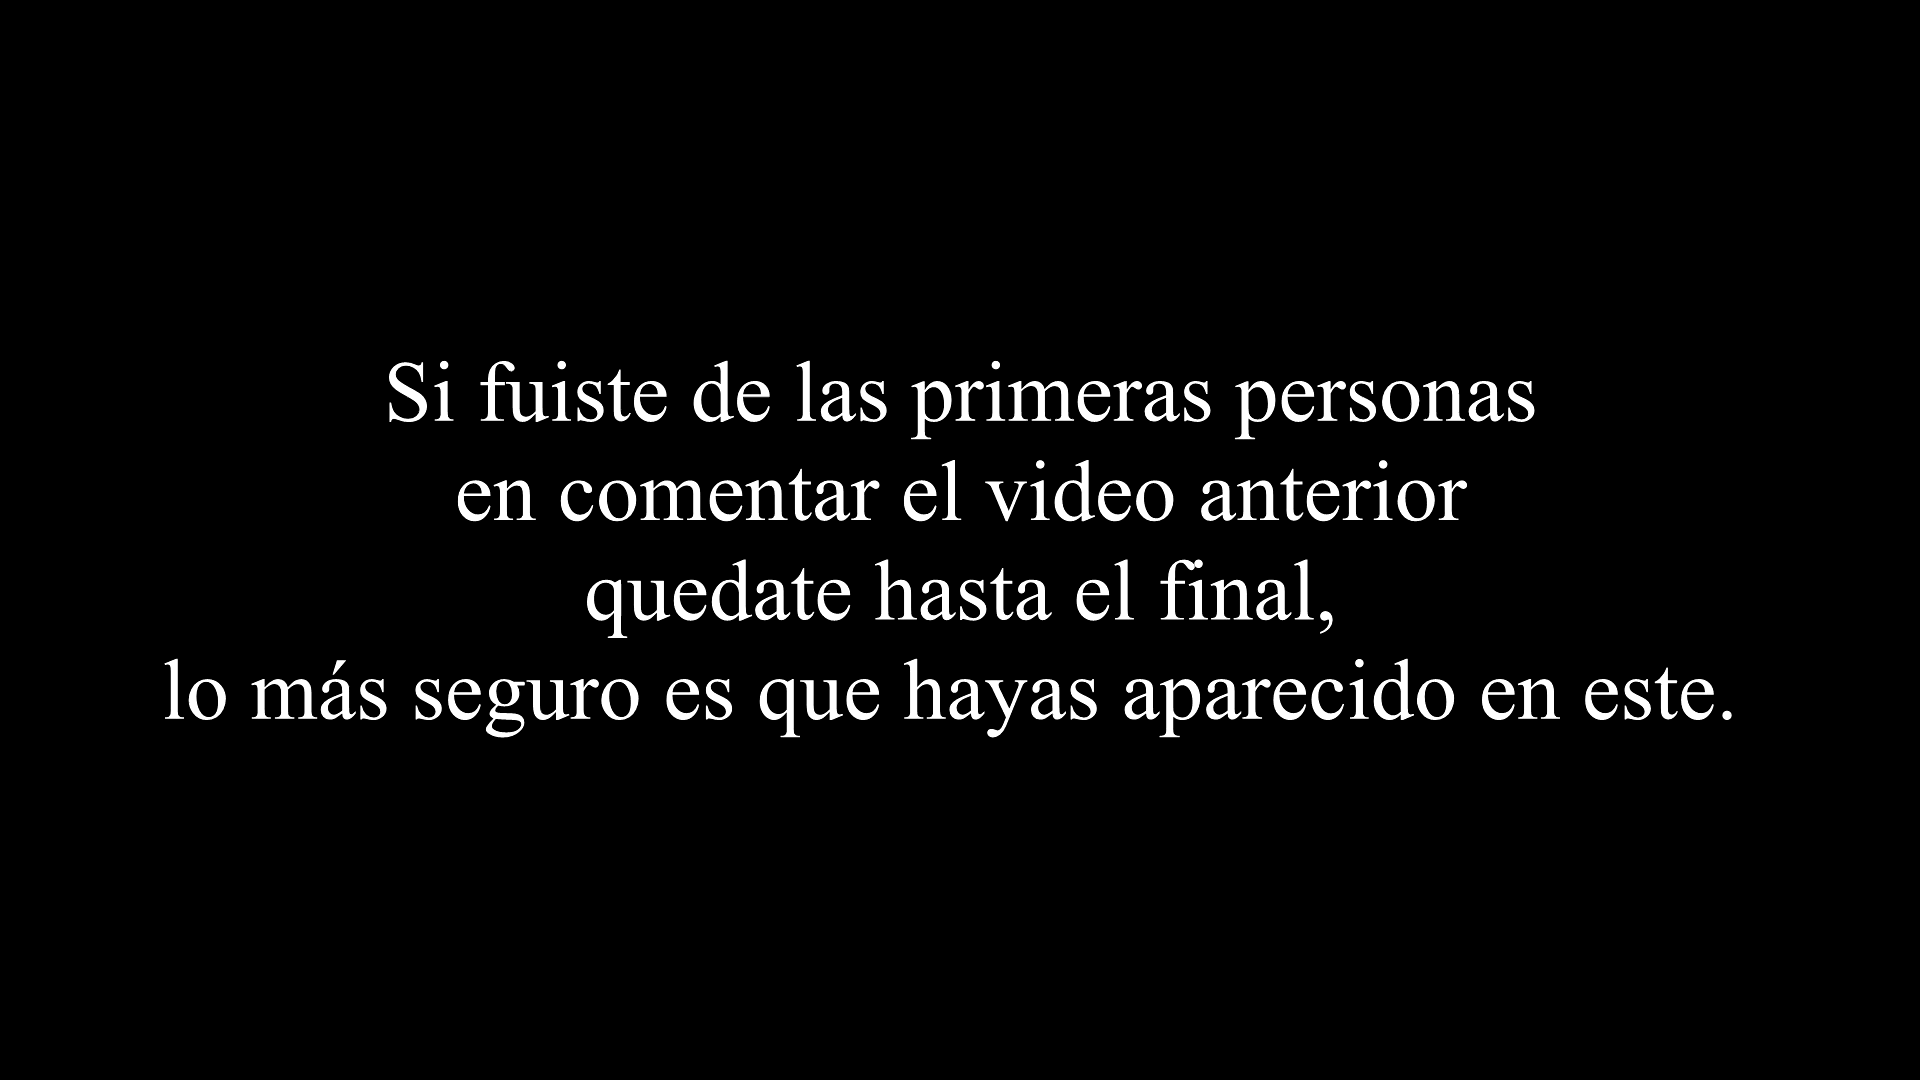 Si fuiste de las primeras personas
en comentar el video anterior
quedate hasta el final,
lo más seguro es que hayas aparecido en este.